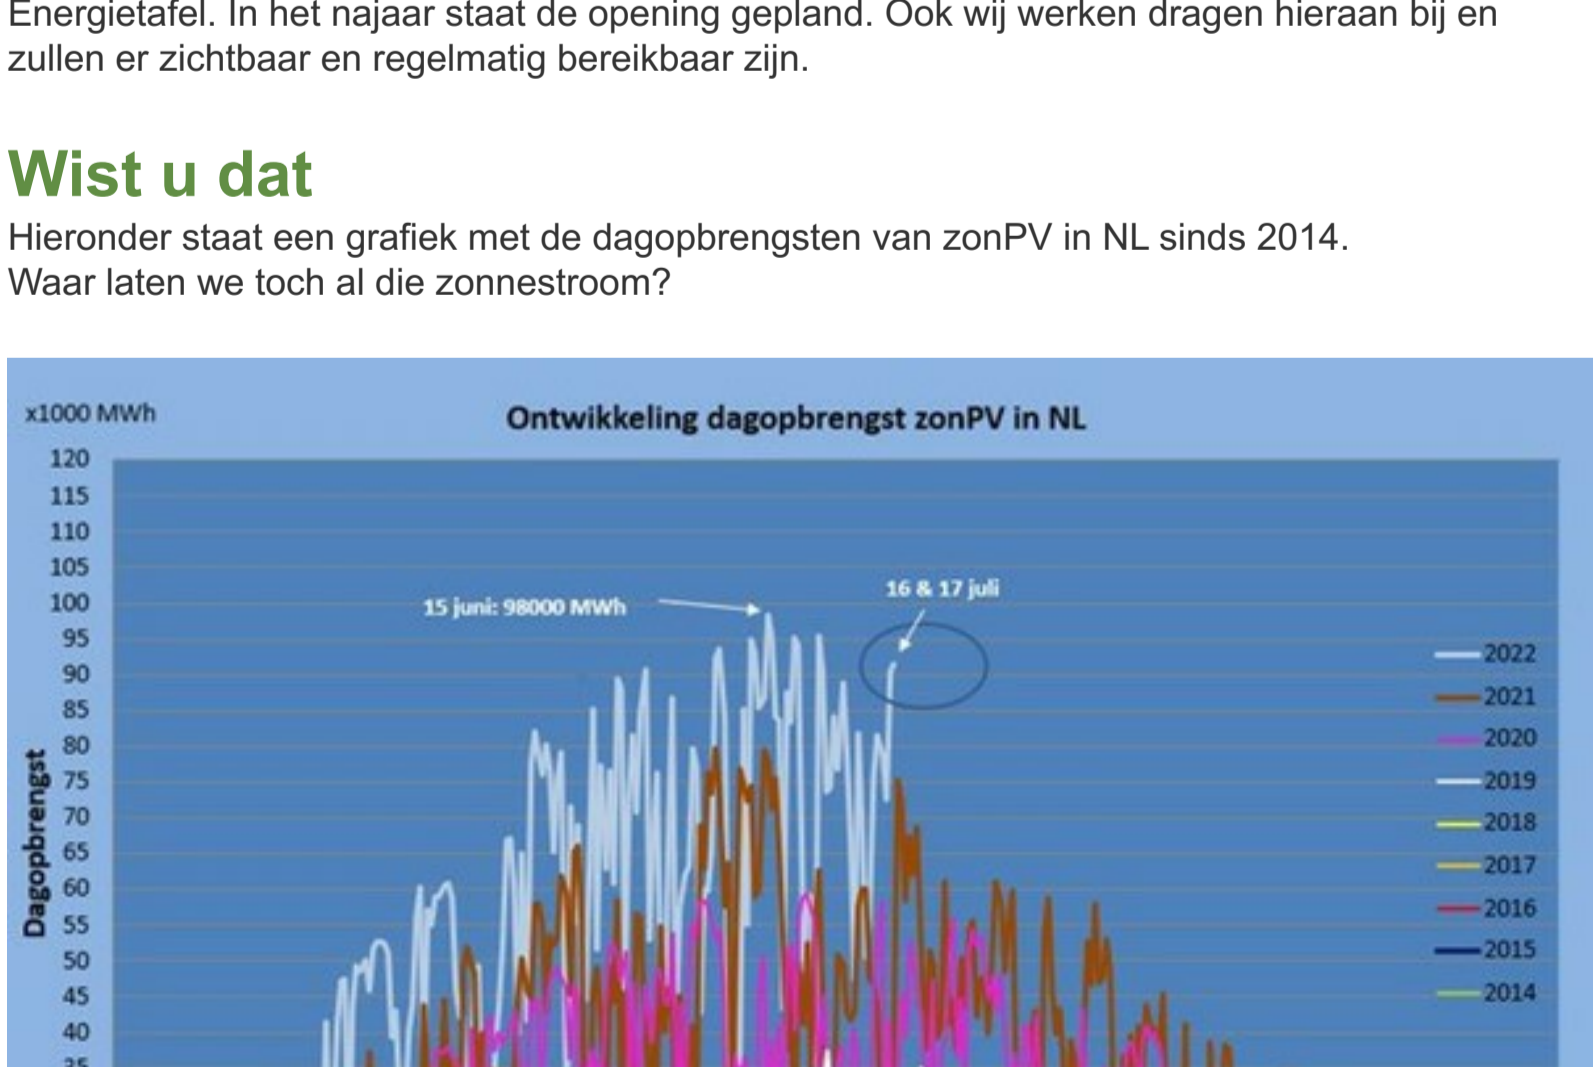 Energietafel. In het najaar staat de opening gepland. Ook wij werken dragen hieraan bij en
zullen er zichtbaar en regelmatig bereikbaar zijn.
Wist u dat
Hieronder staat een grafiek met de dagopbrengsten van zonPV in NL sinds 2014.
Waar laten we toch al die zonnestroom?
x1000 MWh
Ontwikkeling dagopbrengst zonPV in NL
120
115
110
105
100
95
90
85
80
75
70
65
60
55
50
45
40
35
Dagopbrengst
15 juni: 98000 MWh
16 & 17 juli
2022
2021
2020
2019
2018
2017
2016
2015
2014